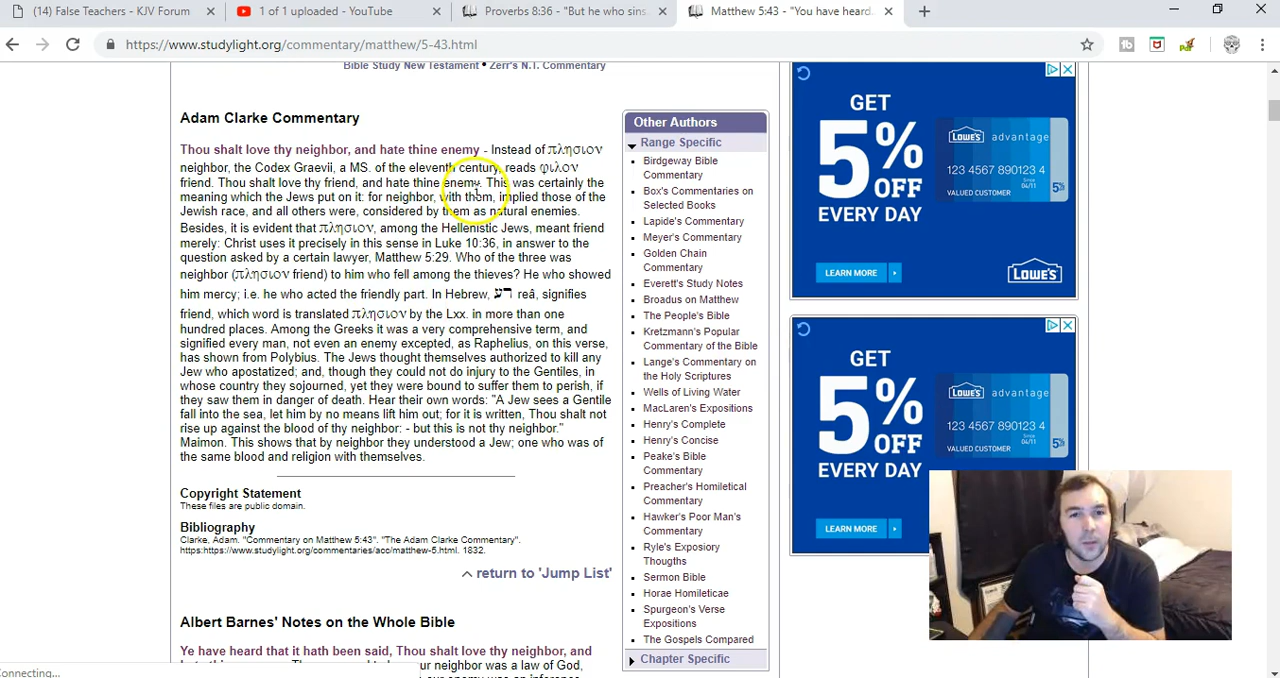 (14) False Teachers - KJV Forum
1 of 1 uploaded - YouTube
Proverbs 8:36 - "But he who sins
Matthew 5:43 - "You have heard
https://www.studylight.org/commentary/matthew/5-43.html
Bible Study New Testament • Zerr's N.T. Commentary
Adam Clarke Commentary
Thou shalt love thy neighbor, and hate thine enemy - Instead of πλησιον
neighbor, the Codex Graevii, a MS. of the eleventh century, reads φιλον
friend. Thou shalt love thy friend, and hate thine enemy. This was certainly the
meaning which the Jews put on it: for neighbor, with them, implied those of the
Jewish race, and all others were, considered by them as natural enemies.
Besides, it is evident that πλησιον, among the Hellenistic Jews, meant friend
merely: Christ uses it precisely in this sense in Luke 10:36, in answer to the
question asked by a certain lawyer, Matthew 5:29. Who of the three was
neighbor (πλησιον friend) to him who fell among the thieves? He who showed
him mercy; i.e. he who acted the friendly part. In Hebrew, רע reâ, signifies
friend, which word is translated πλησιον by the Lxx. in more than one
hundred places. Among the Greeks it was a very comprehensive term, and
signified every man, not even an enemy excepted, as Raphelius, on this verse,
has shown from Polybius. The Jews thought themselves authorized to kill any
Jew who apostatized; and, though they could not do injury to the Gentiles, in
whose country they sojourned, yet they were bound to suffer them to perish, if
they saw them in danger of death. Hear their own words: "A Jew sees a Gentile
fall into the sea, let him by no means lift him out; for it is written, Thou shalt not
rise up against the blood of thy neighbor: - but this is not thy neighbor."
Maimon. This shows that by neighbor they understood a Jew; one who was of
the same blood and religion with themselves.
Copyright Statement
These files are public domain.
Bibliography
Clarke, Adam. "Commentary on Matthew 5:43". "The Adam Clarke Commentary".
https:https://www.studylight.org/commentaries/acc/matthew-5.html. 1832.
return to 'Jump List'
Albert Barnes' Notes on the Whole Bible
Ye have heard that it hath been said, Thou shalt love thy neighbor, and
our neighbor was a law of God,
Connecting...
Other Authors
Range Specific
Birdgeway Bible
Commentary
Box's Commentaries on
Selected Books
Lapide's Commentary
Meyer's Commentary
Golden Chain
Commentary
Everett's Study Notes
Broadus on Matthew
The People's Bible
Kretzmann's Popular
Commentary of the Bible
Lange's Commentary on
the Holy Scriptures
Wells of Living Water
MacLaren's Expositions
Henry's Complete
Henry's Concise
Peake's Bible
Commentary
Preacher's Homiletical
Commentary
Hawker's Poor Man's
Commentary
Ryle's Exposiory
Thougths
Sermon Bible
Horae Homileticae
Spurgeon's Verse
Expositions
The Gospels Compared
Chapter Specific
GET
5%
OFF
EVERY DAY
LEARN MORE
LOWE'S advantage
123 4567 890123 4
VALUED CUSTOMER
Since
04/11
5%
LOWE'S
GET
5%
OFF
EVERY DAY
LEARN MORE
LOWE'S advantage
123 4567 890123 4
VALUED CUSTOMER
Since
04/11
5%